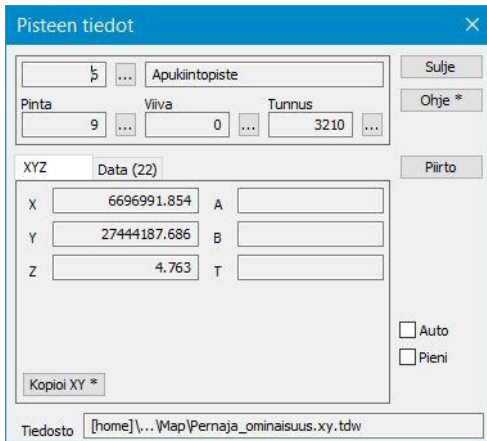 Pisteen tiedot
5 ... Apukiintopiste
Sulje
Ohje *
Pinta Viiva Tunnus
9 ... 0 ... 3210 ...
XYZ Data (22)
Piirto
X 6696991.854 A
Y 27444187.686 B
Z 4.763 T
Auto
Pieni
Kopioi XY *
Tiedosto [home]\...\Map\Pernaja_ominaisuus.xy.tdw